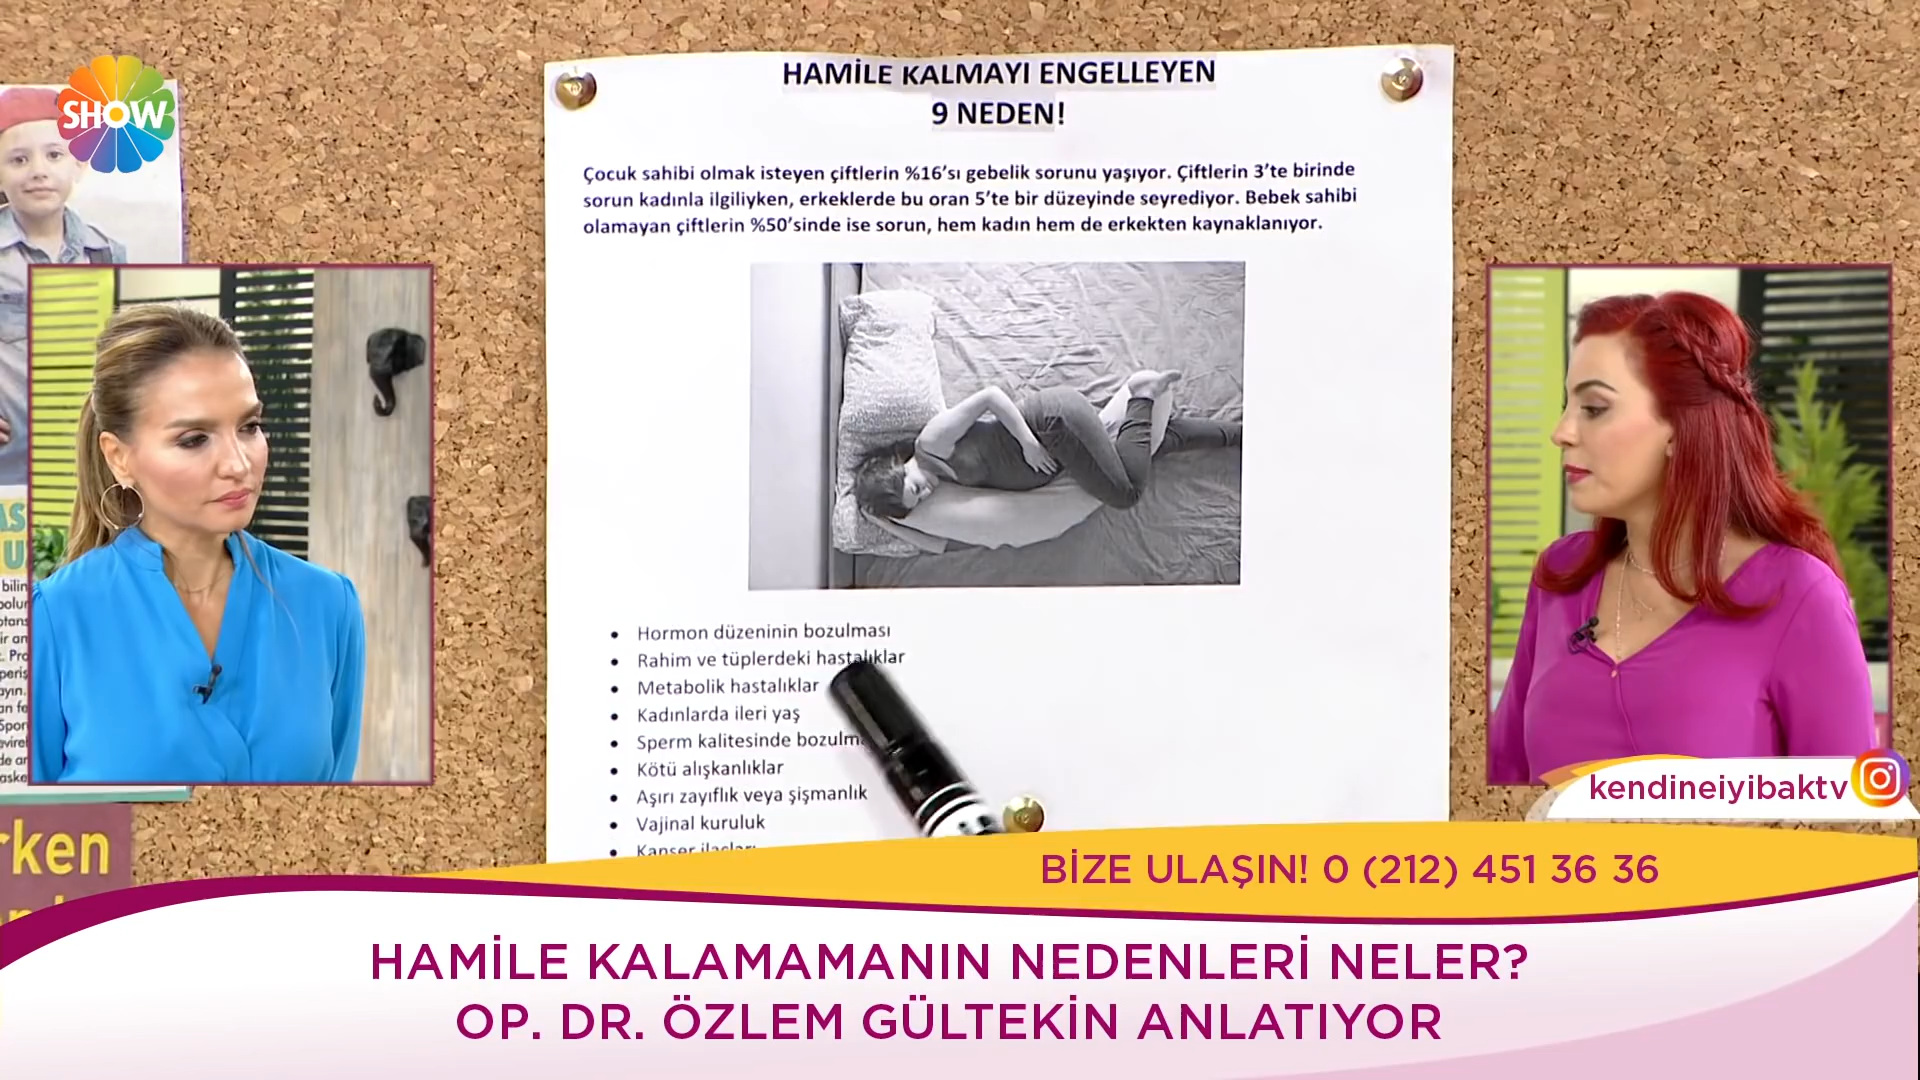 SHOW
HAMİLE KALMAYI ENGELLEYEN
9 NEDEN!
Çocuk sahibi olmak isteyen çiftlerin %16’sı gebelik sorunu yaşıyor. Çiftlerin 3’te birinde
sorun kadınla ilgiliyken, erkeklerde bu oran 5’te bir düzeyinde seyrediyor. Bebek sahibi
olamayan çiftlerin %50’sinde ise sorun, hem kadın hem de erkekten kaynaklanıyor.
• Hormon düzeninin bozulması
• Rahim ve tüplerdeki hastalıklar
• Metabolik hastalıklar
• Kadınlarda ileri yaş
• Sperm kalitesinde bozulma
• Kötü alışkanlıklar
• Aşırı zayıflık veya şişmanlık
• Vajinal kuruluk
• Kanser ilaçları
rken
kendineiyibaktv
BİZE ULAŞIN! 0 (212) 451 36 36
HAMİLE KALAMAMANIN NEDENLERİ NELER?
OP. DR. ÖZLEM GÜLTEKİN ANLATIYOR